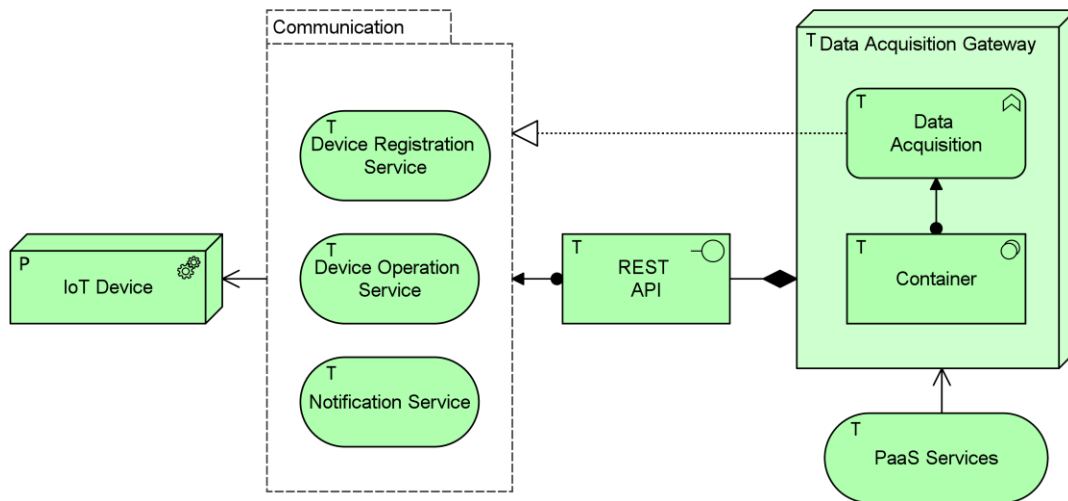 Communication
T
Device Registration
Service
T
Device Operation
Service
T
Notification Service
P
IoT Device
T
REST
API
T Data Acquisition Gateway
T
Data
Acquisition
T
Container
T
PaaS Services